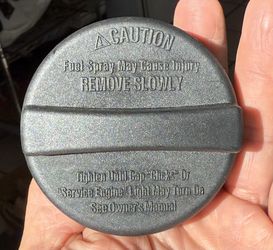 ⚠CAUTION
Fuel Spray May Cause Injury
REMOVE SLOWLY
Tighten Until Cap "Clicks" Or
"Service Engine" Light May Turn On
See Owner's Manual